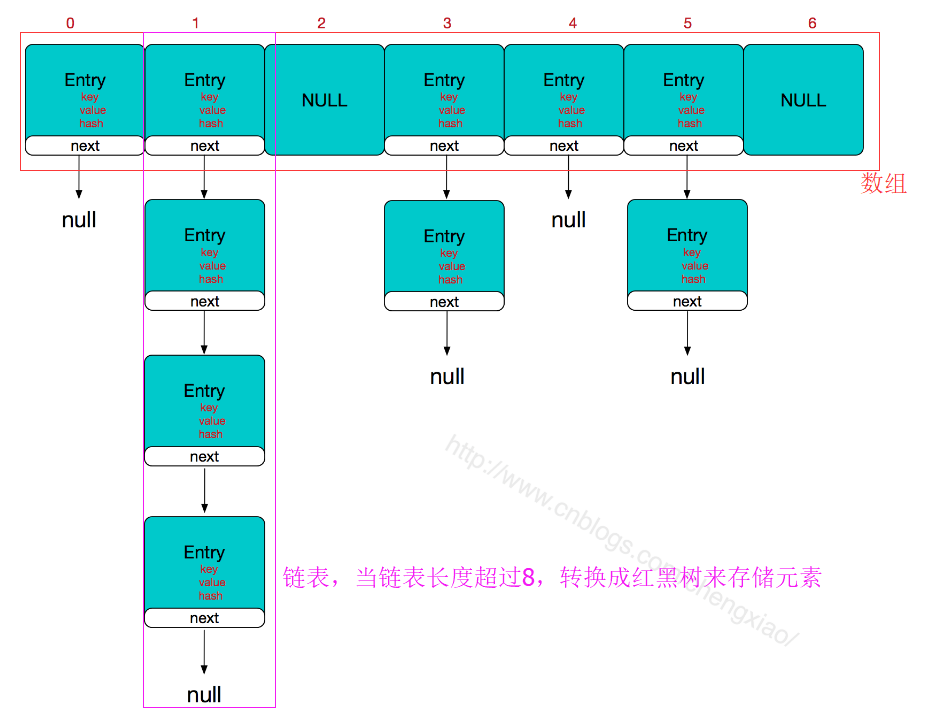 0 1 2 3 4 5 6
Entry Entry NULL Entry Entry Entry NULL
key key key key key
value value value value value
hash hash hash hash hash
next next next next next
数组
null null
Entry Entry Entry
key key key
value value value
hash hash hash
next next next
null null
Entry
key
value
hash
next
http://www.cnblogs.com/chengxiao/
Entry
key
value
hash
next
链表，当链表长度超过8，转换成红黑树来存储元素
null